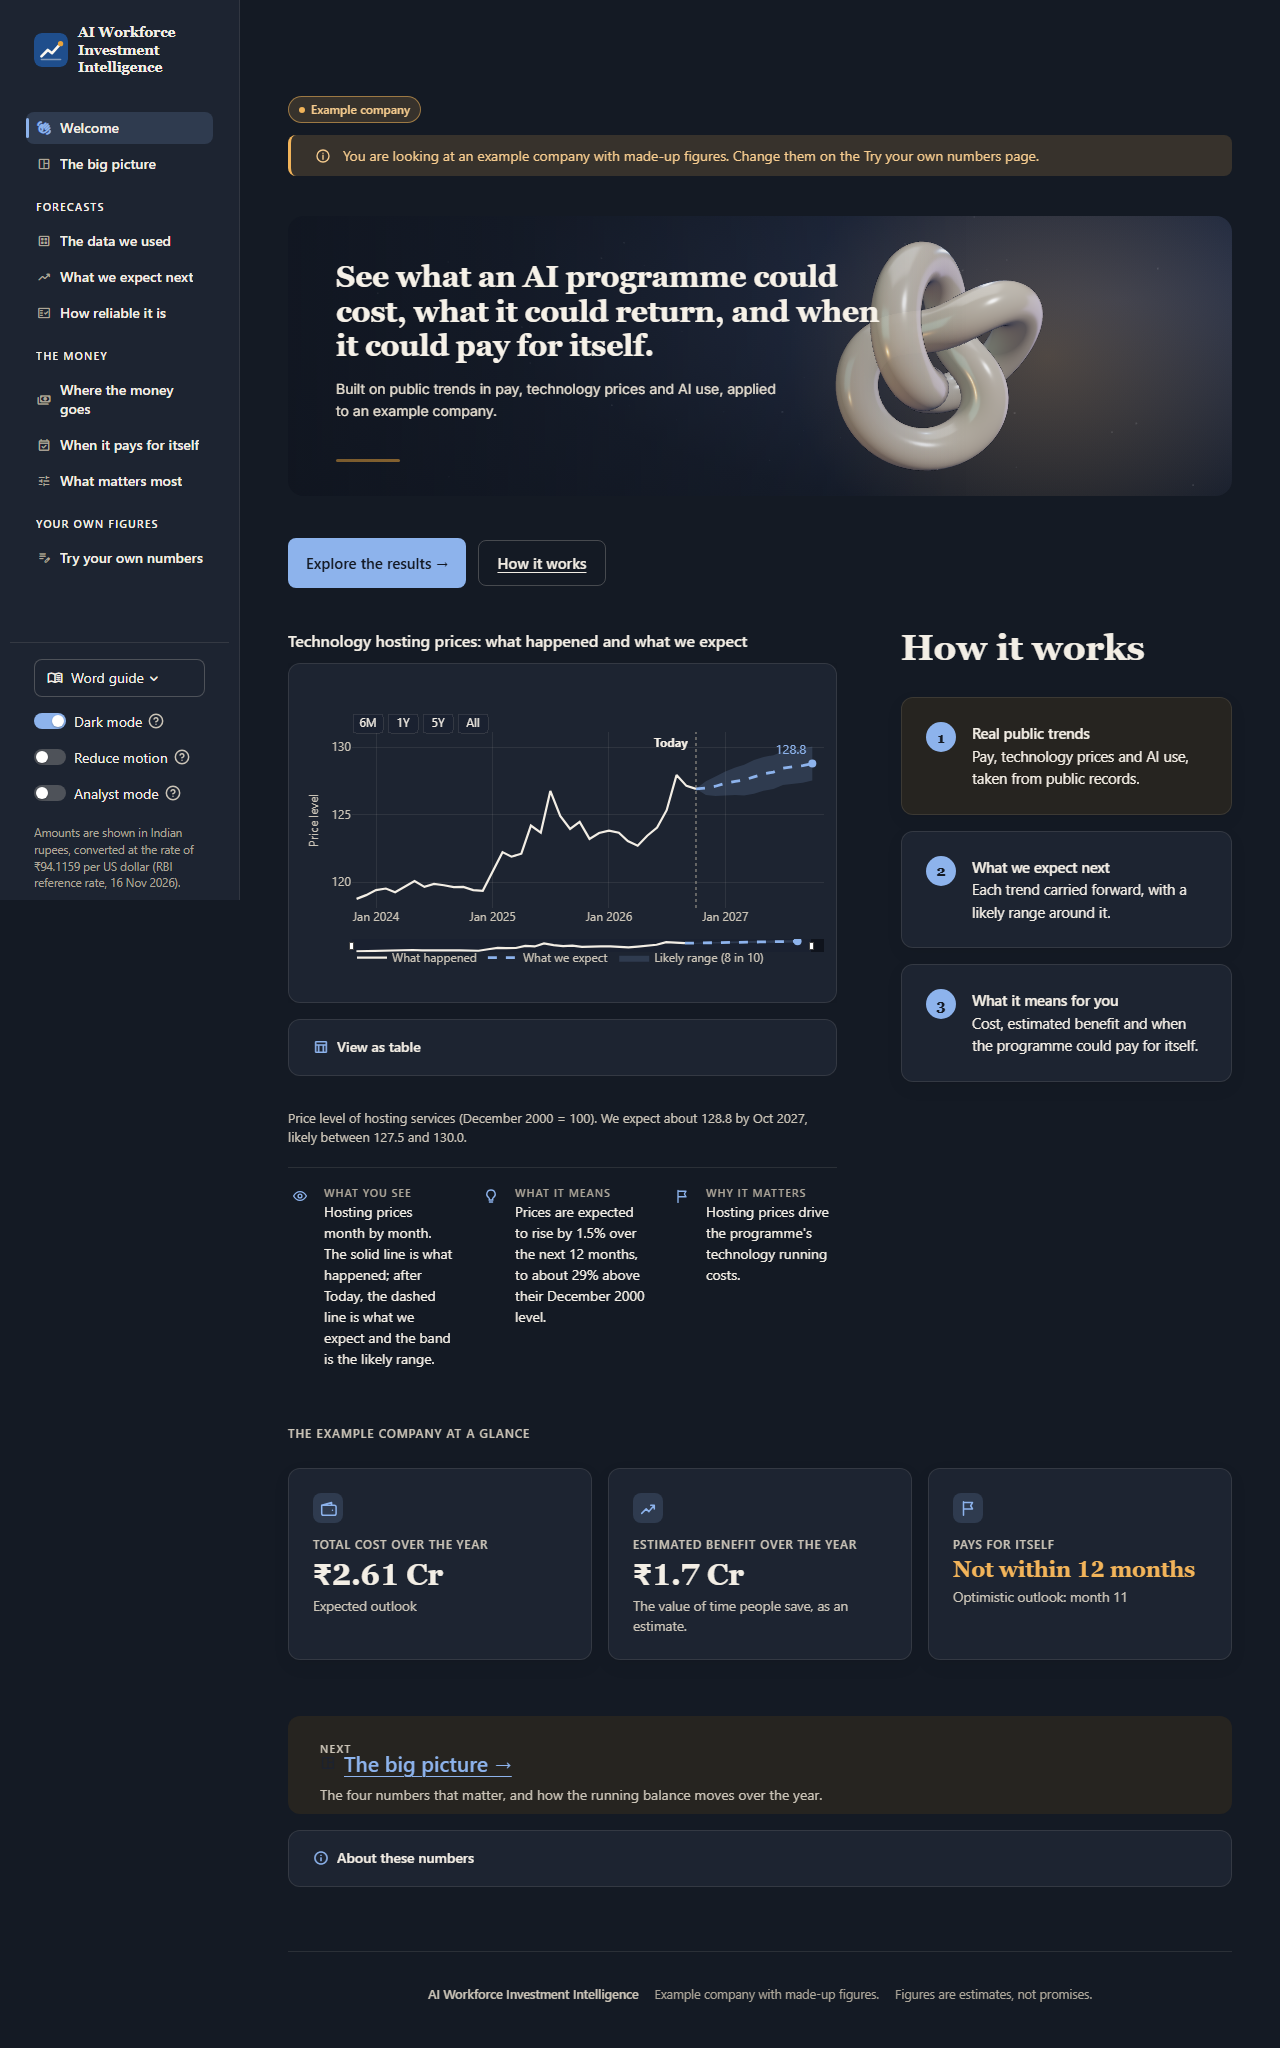 AI Workforce
Investment
Intelligence
Welcome
The big picture
FORECASTS
The data we used
What we expect next
How reliable it is
THE MONEY
Where the money
goes
When it pays for itself
What matters most
YOUR OWN FIGURES
Try your own numbers
Word guide
Dark mode
Reduce motion
Analyst mode
Amounts are shown in Indian
rupees, converted at the rate of
₹94.1159 per US dollar (RBI
reference rate, 16 Nov 2026).
Example company
You are looking at an example company with made-up figures. Change them on the Try your own numbers page.
See what an AI programme could
cost, what it could return, and when
it could pay for itself.
Built on public trends in pay, technology prices and AI use, applied
to an example company.
Explore the results →
How it works
Technology hosting prices: what happened and what we expect
6M 1Y 5Y All
Today
128.8
130
125
120
Price level
Jan 2024 Jan 2025 Jan 2026 Jan 2027
What happened What we expect Likely range (8 in 10)
View as table
Price level of hosting services (December 2000 = 100). We expect about 128.8 by Oct 2027,
likely between 127.5 and 130.0.
WHAT YOU SEE
Hosting prices
month by month.
The solid line is what
happened; after
Today, the dashed
line is what we
expect and the band
is the likely range.
WHAT IT MEANS
Prices are expected
to rise by 1.5% over
the next 12 months,
to about 29% above
their December 2000
level.
WHY IT MATTERS
Hosting prices drive
the programme's
technology running
costs.
How it works
1
Real public trends
Pay, technology prices and AI use,
taken from public records.
2
What we expect next
Each trend carried forward, with a
likely range around it.
3
What it means for you
Cost, estimated benefit and when
the programme could pay for itself.
THE EXAMPLE COMPANY AT A GLANCE
TOTAL COST OVER THE YEAR
₹2.61 Cr
Expected outlook
ESTIMATED BENEFIT OVER THE YEAR
₹1.7 Cr
The value of time people save, as an
estimate.
PAYS FOR ITSELF
Not within 12 months
Optimistic outlook: month 11
NEXT
The big picture →
The four numbers that matter, and how the running balance moves over the year.
About these numbers
AI Workforce Investment Intelligence Example company with made-up figures. Figures are estimates, not promises.